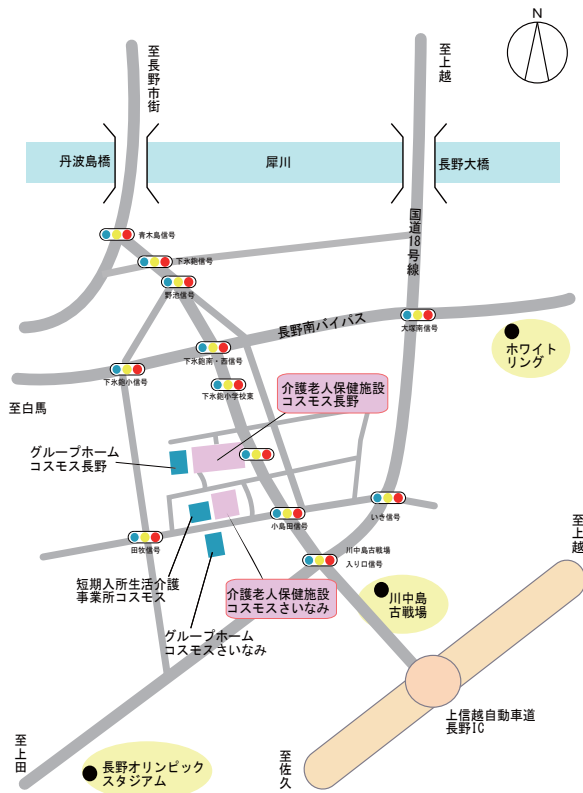 N
至長野市街
至上越
丹波島橋
犀川
長野大橋
国道18号線
青木島信号
下氷鉋信号
野池信号
長野南バイパス
大塚南信号
ホワイト
リング
下氷鉋南・西信号
下氷鉋小信号
下氷鉋小学校東
至白馬
介護老人保健施設
コスモス長野
グループホーム
コスモス長野
いき信号
小島田信号
田牧信号
川中島古戦場
入り口信号
至上越
短期入所生活介護
事業所コスモス
介護老人保健施設
コスモスさいなみ
川中島
古戦場
グループホーム
コスモスさいなみ
上信越自動車道
長野IC
至上田
至佐久
長野オリンピック
スタジアム